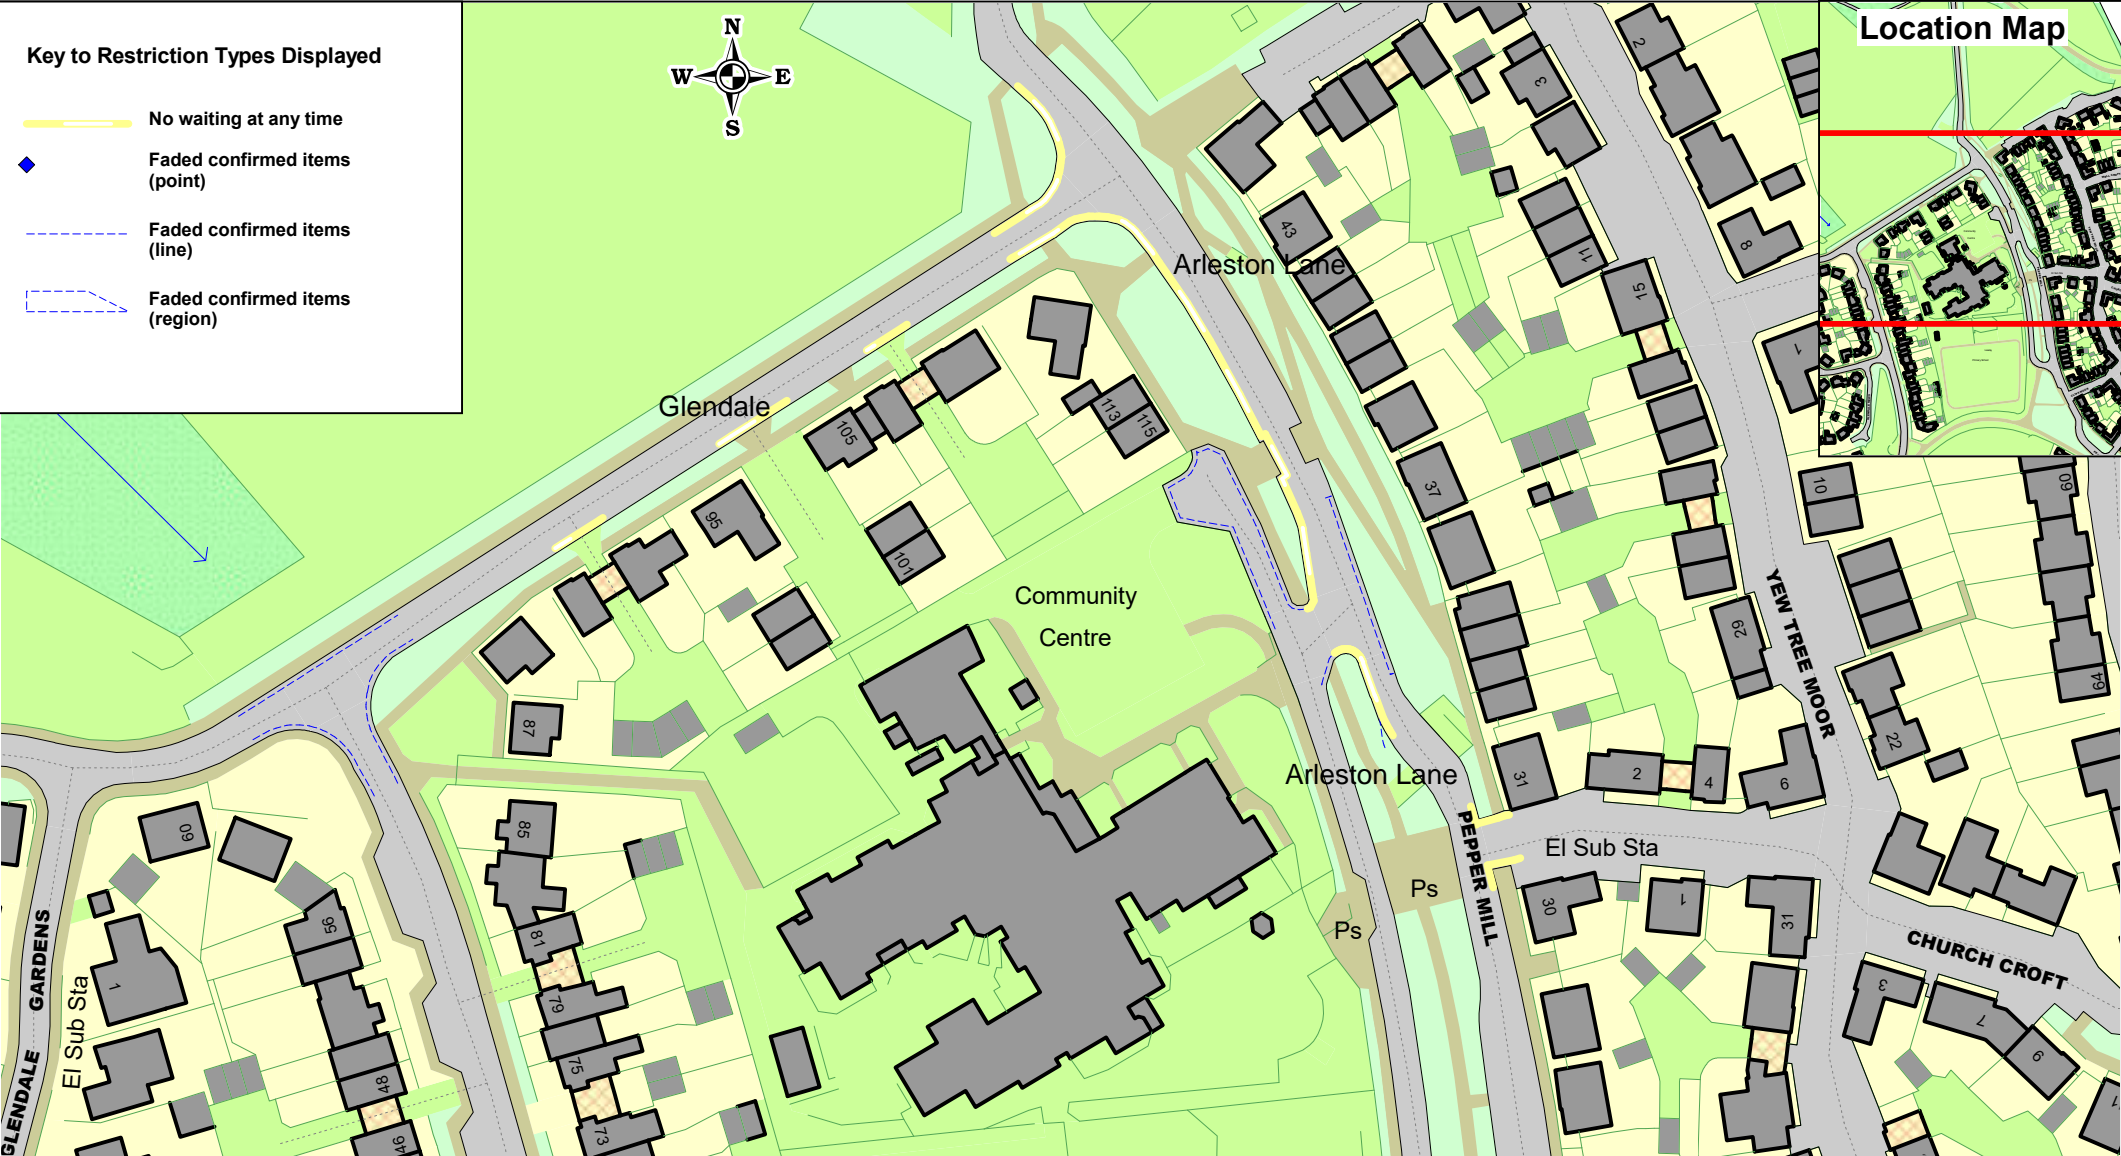 Key to Restriction Types Displayed
No waiting at any time
Faded confirmed items
(point)
Faded confirmed items
(line)
Faded confirmed items
(region)
N
W
E
S
Location Map
2
3
43
Arleston Lane
11
8
15
1
Glendale
105
113
115
37
10
60
95
101
Community
Centre
YEW TREE MOOR
29
64
87
22
31
2
4
6
Arleston Lane
PEPPER MILL
El Sub Sta
60
85
56
81
Ps
Ps
30
1
31
CHURCH CROFT
GLENDALE GARDENS
El Sub Sta
1
79
3
7
9
75
48
73
46